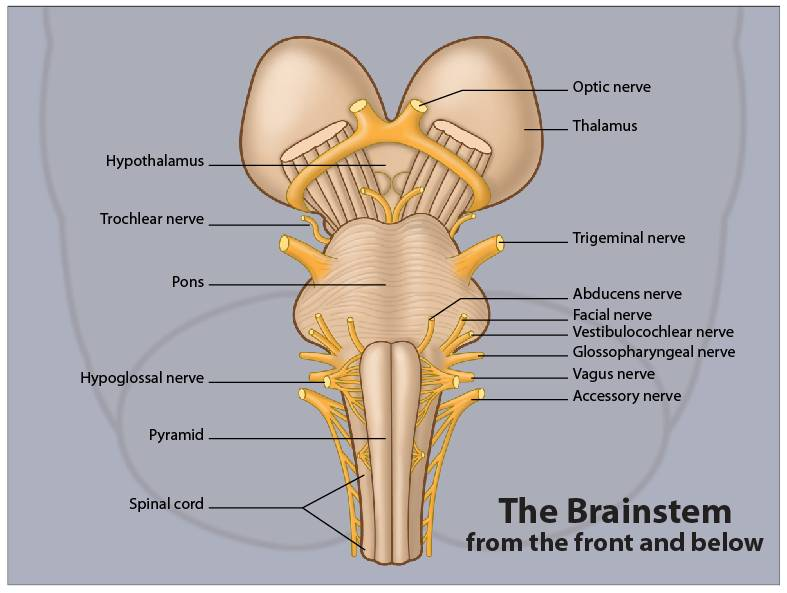 Optic nerve
Thalamus
Hypothalamus
Trochlear nerve
Trigeminal nerve
Pons
Abducens nerve
Facial nerve
Vestibulocochlear nerve
Glossopharyngeal nerve
Hypoglossal nerve
Vagus nerve
Accessory nerve
Pyramid
Spinal cord
The Brainstem
from the front and below